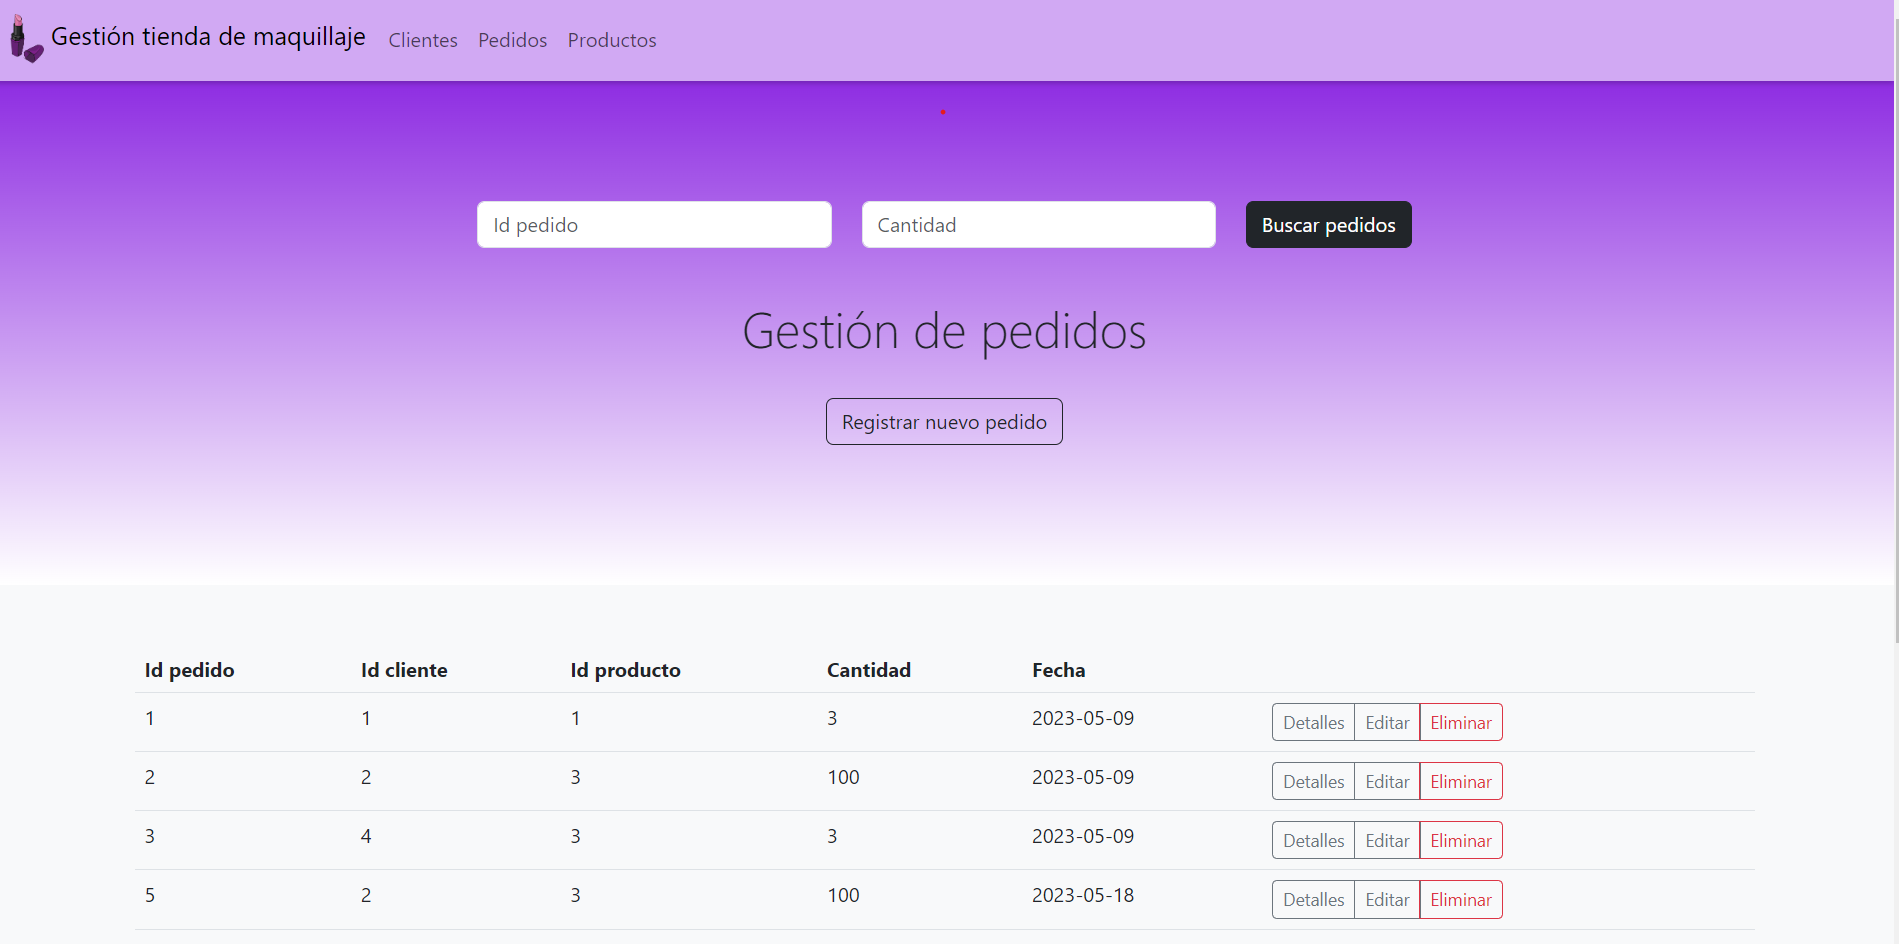 Gestión tienda de maquillaje Clientes Pedidos Productos
Id pedido Cantidad Buscar pedidos
Gestión de pedidos
Registrar nuevo pedido
Id pedido Id cliente Id producto Cantidad Fecha
1 1 1 3 2023-05-09 Detalles Editar Eliminar
2 2 3 100 2023-05-09 Detalles Editar Eliminar
3 4 3 3 2023-05-09 Detalles Editar Eliminar
5 2 3 100 2023-05-18 Detalles Editar Eliminar